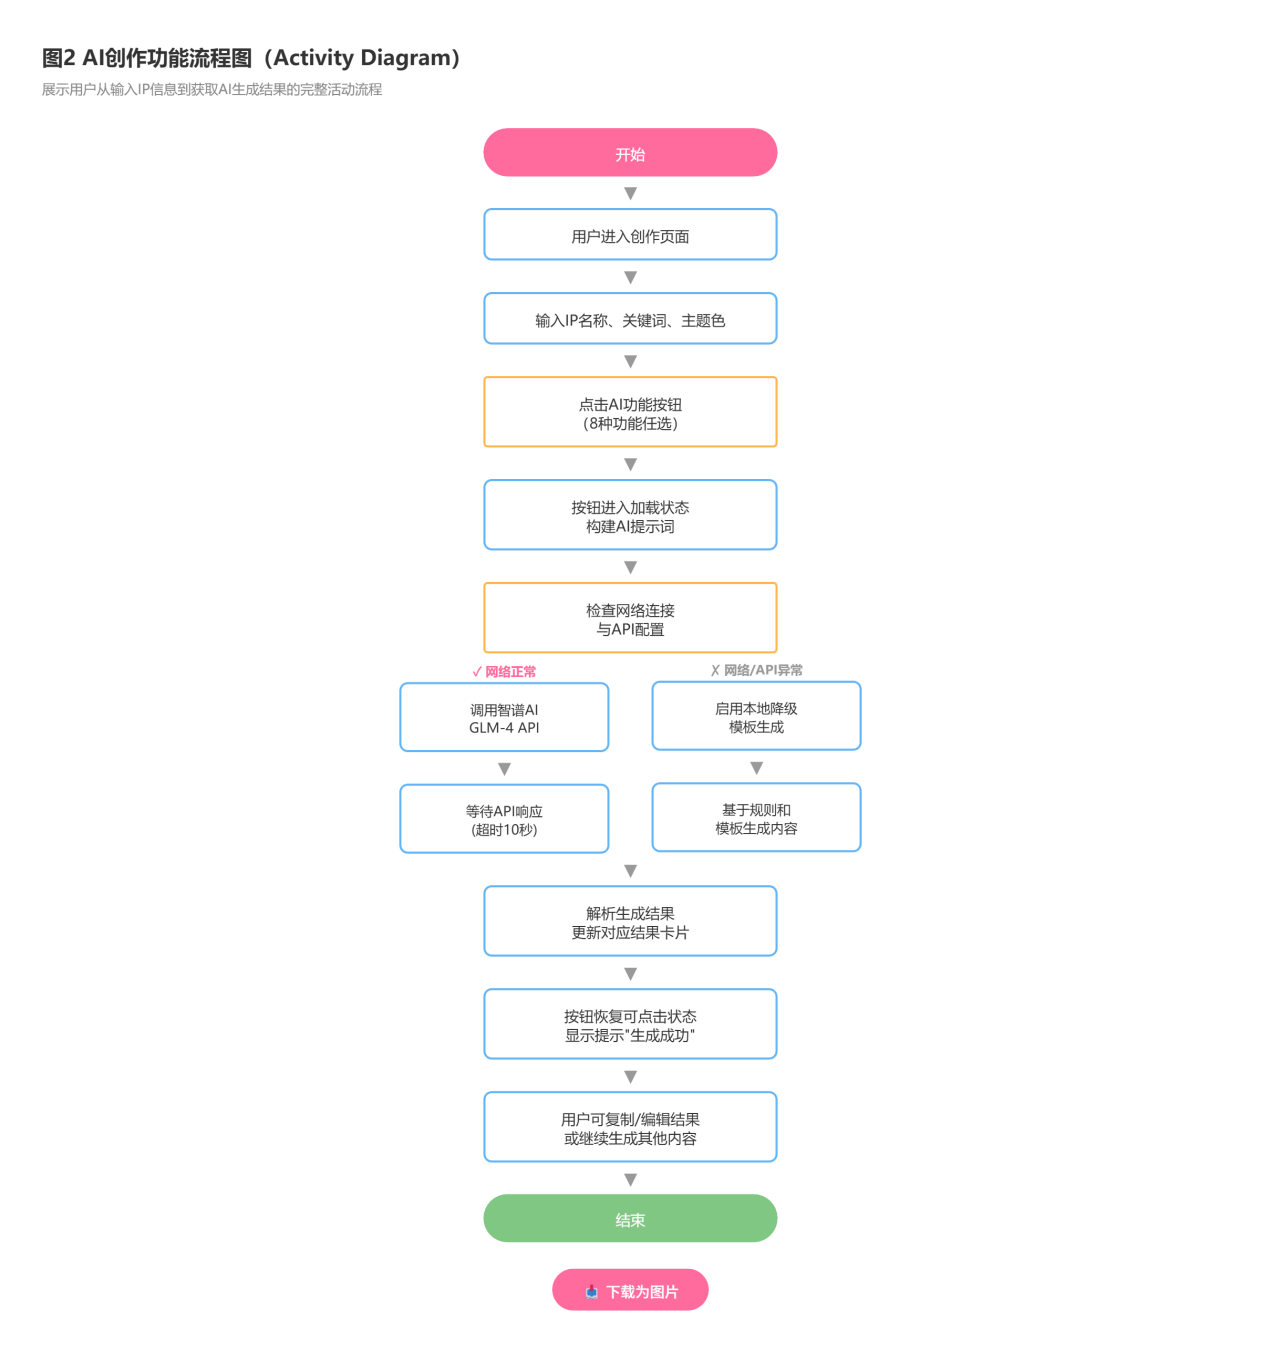 图2 AI创作功能流程图（Activity Diagram）
展示用户从输入IP信息到获取AI生成结果的完整活动流程
开始
用户进入创作页面
输入IP名称、关键词、主题色
点击AI功能按钮
（8种功能任选）
按钮进入加载状态
构建AI提示词
检查网络连接
与API配置
✓ 网络正常
调用智谱AI
GLM-4 API
等待API响应
(超时10秒)
✗ 网络/API异常
启用本地降级
模板生成
基于规则和
模板生成内容
解析生成结果
更新对应结果卡片
按钮恢复可点击状态
显示提示"生成成功"
用户可复制/编辑结果
或继续生成其他内容
结束
📥 下载为图片